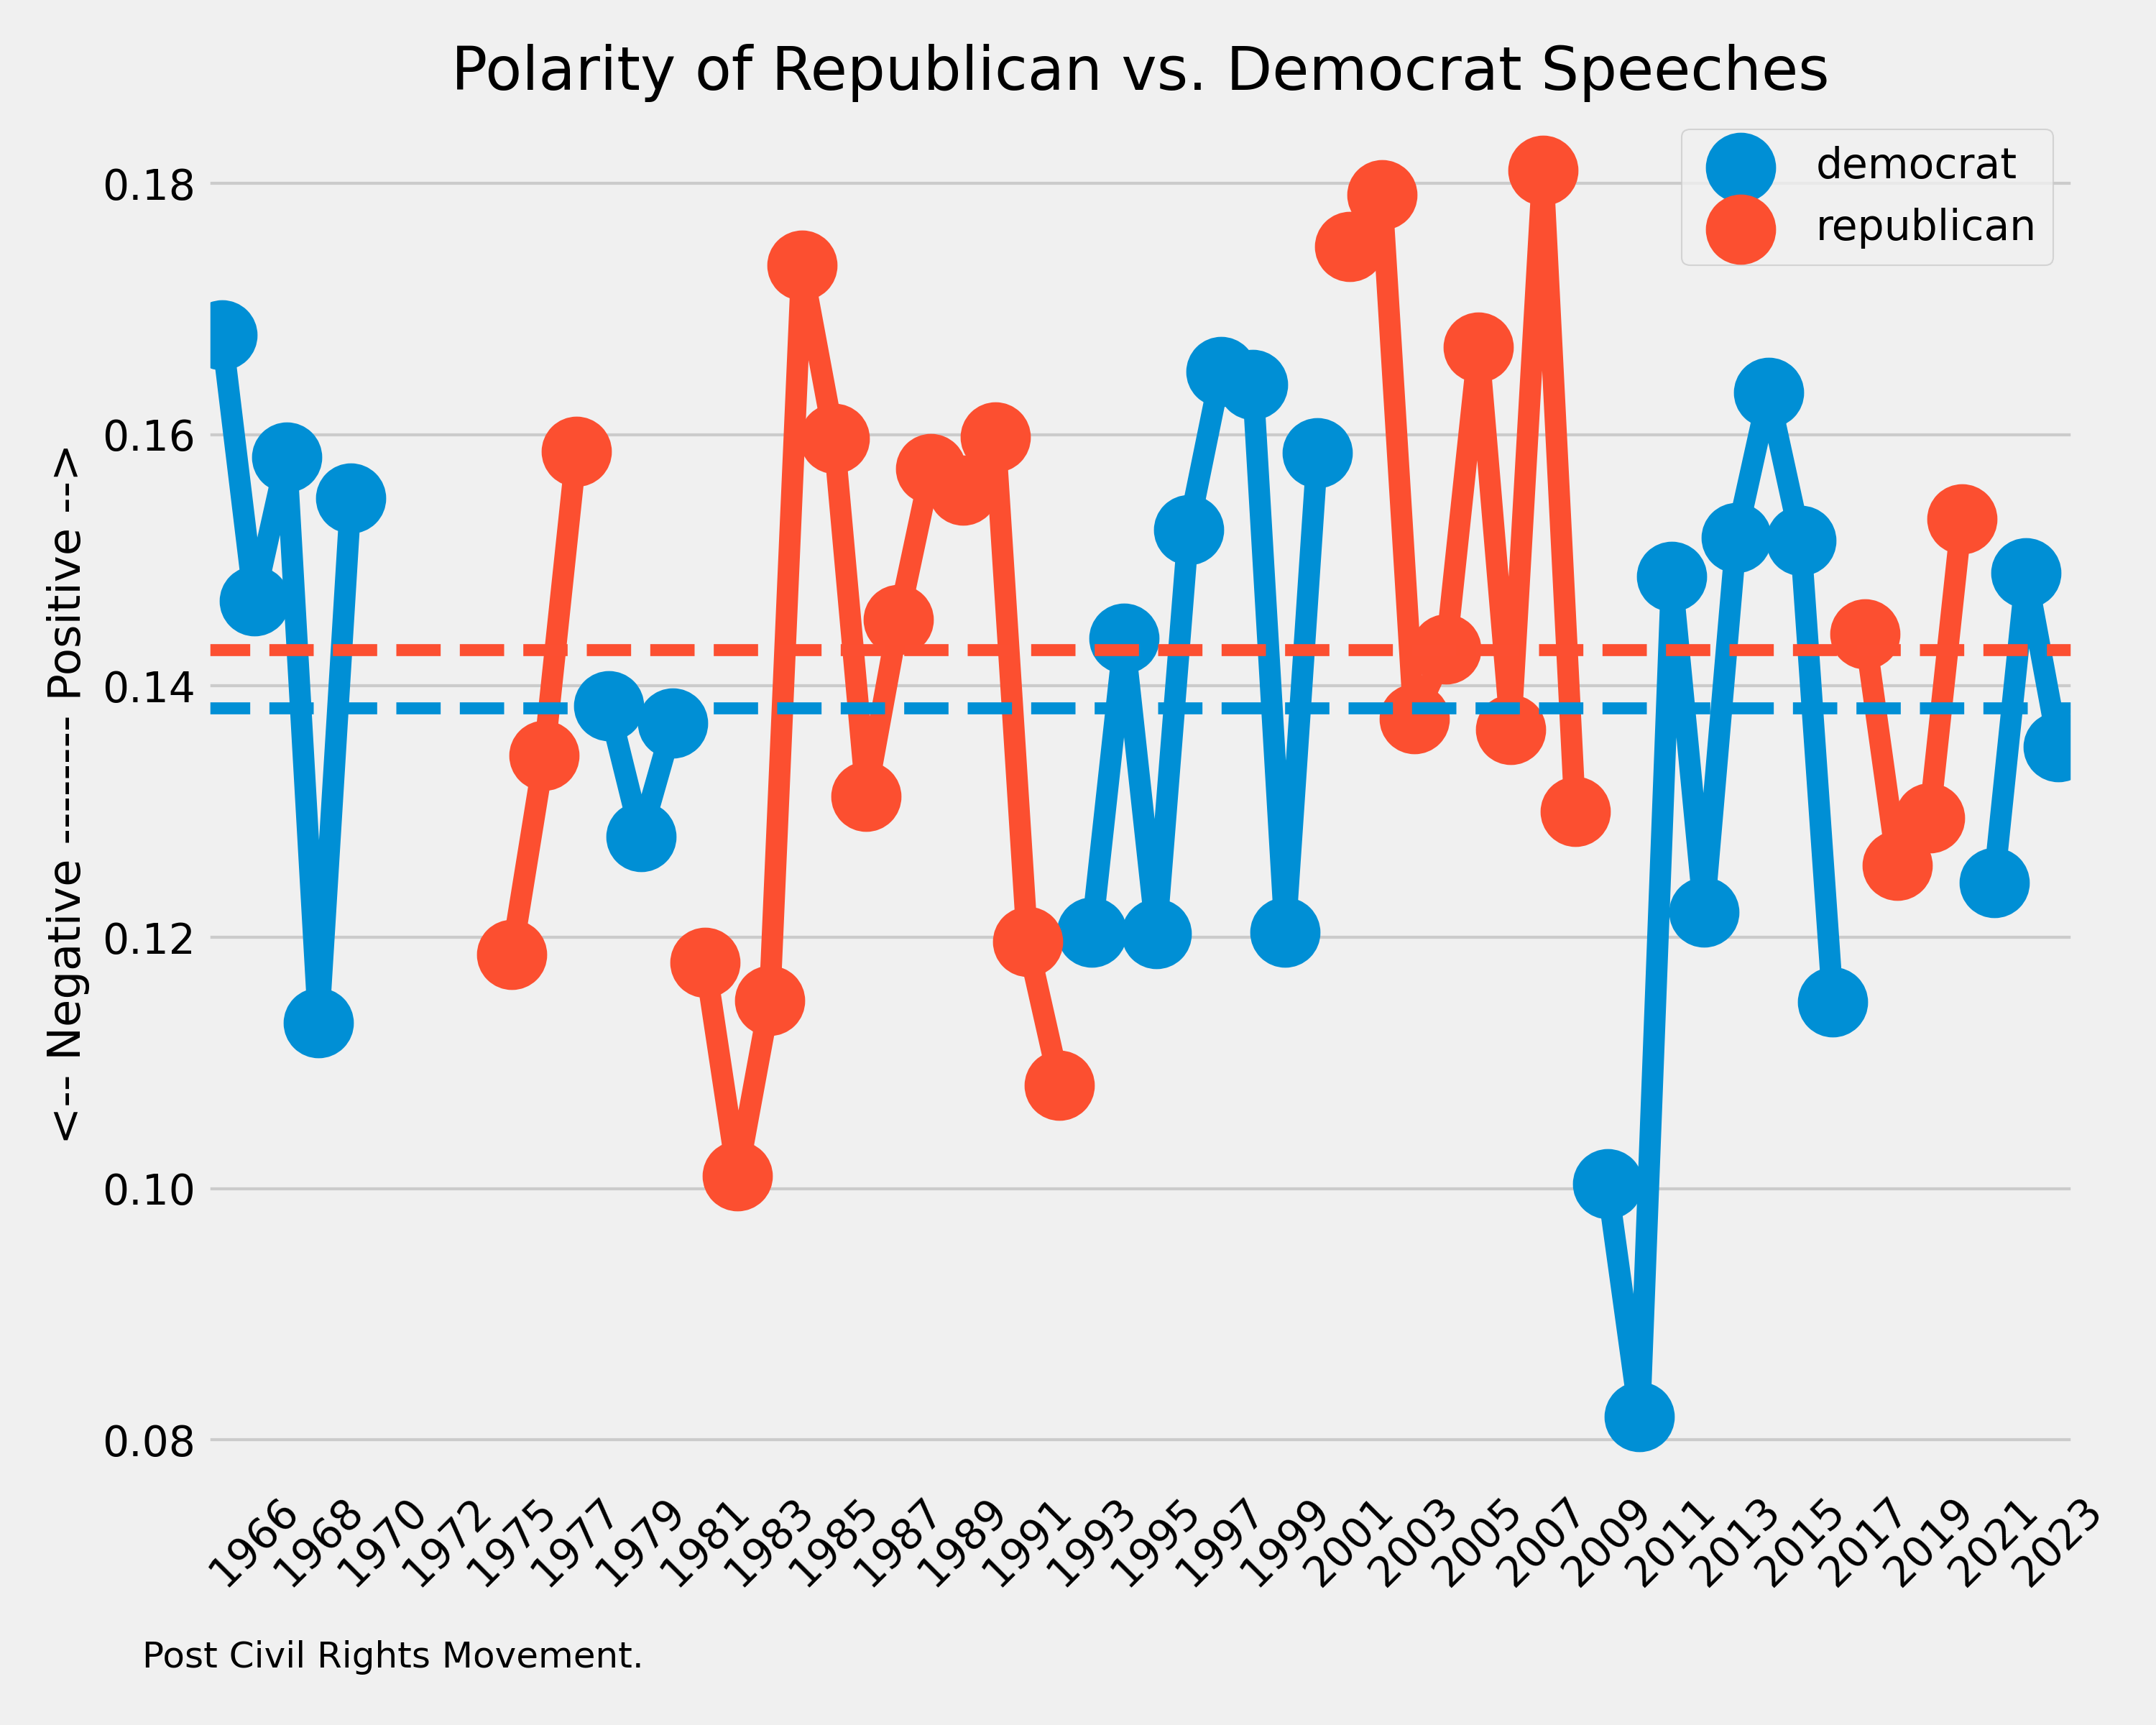 Polarity of Republican vs. Democrat Speeches
democrat
republican
<-- Negative -------- Positive -->
0.18
0.16
0.14
0.12
0.10
0.08
1966 1968 1970 1972 1975 1977 1979 1981 1983 1985 1987 1989 1991 1993 1995 1997 1999 2001 2003 2005 2007 2009 2011 2013 2015 2017 2019 2021 2023
Post Civil Rights Movement.